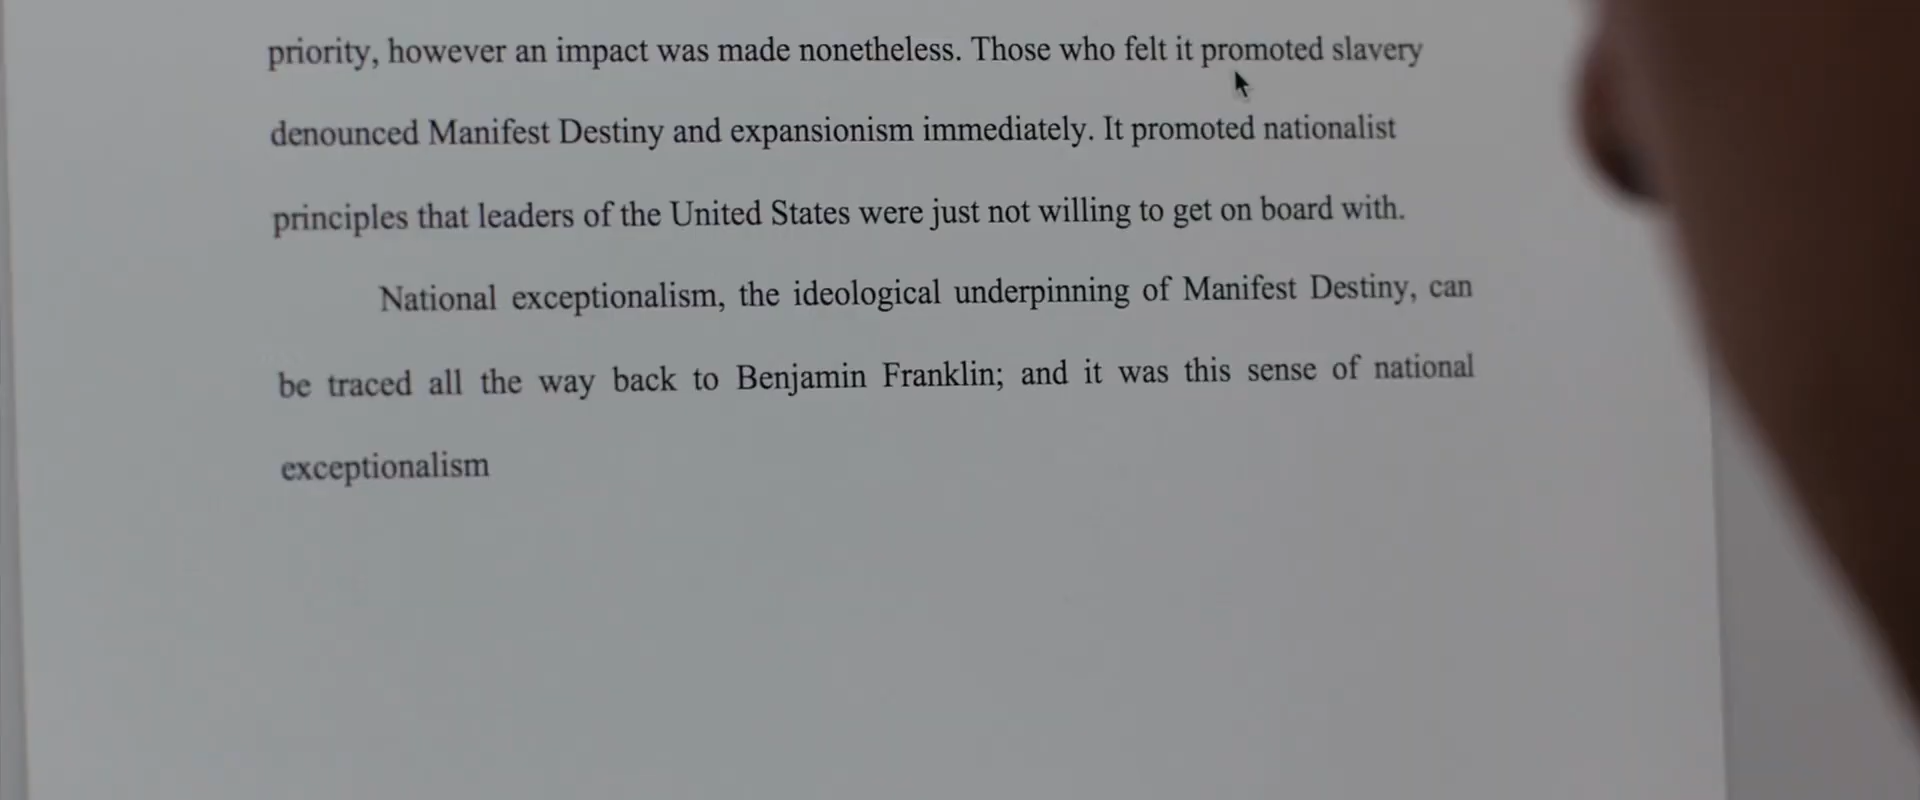 priority, however an impact was made nonetheless. Those who felt it promoted slavery
denounced Manifest Destiny and expansionism immediately. It promoted nationalist
principles that leaders of the United States were just not willing to get on board with.
National exceptionalism, the ideological underpinning of Manifest Destiny, can
be traced all the way back to Benjamin Franklin; and it was this sense of national
exceptionalism